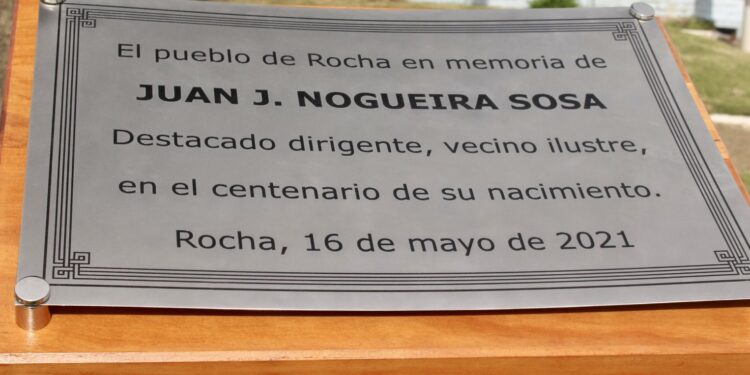 El pueblo de Rocha en memoria de
JUAN J. NOGUEIRA SOSA
Destacado dirigente, vecino ilustre,
en el centenario de su nacimiento.
Rocha, 16 de mayo de 2021